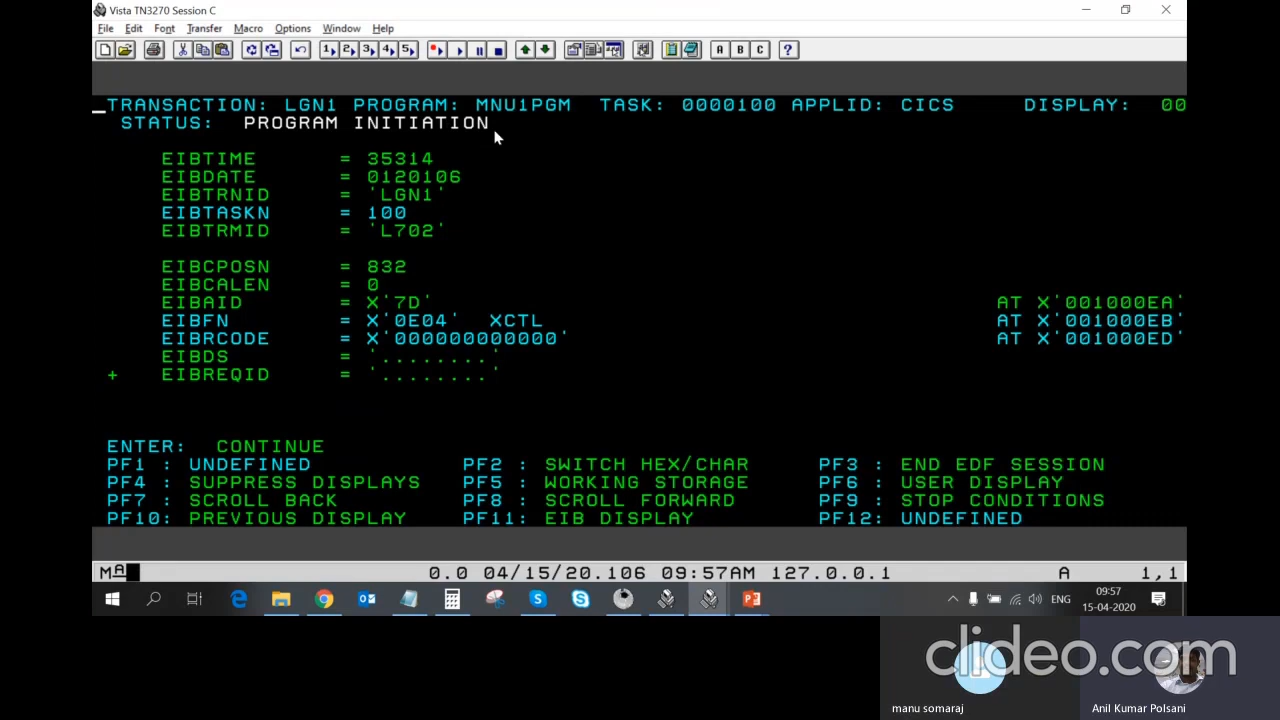 Vista TN3270 Session C
File Edit Font Transfer Macro Options Window Help
1 2 3 4 5 A B C ?
TRANSACTION: LGN1 PROGRAM: MNU1PGM TASK: 0000100 APPLID: CICS DISPLAY: 00
STATUS: PROGRAM INITIATION
EIBTIME = 35314
EIBDATE = 0120106
EIBTRNID = 'LGN1'
EIBTASKN = 100
EIBTRMID = 'L702'
EIBCPOSN = 832
EIBCALEN = 0
EIBAID = X'7D' AT X'001000EA'
EIBFN = X'0E04' XCTL AT X'001000EB'
EIBRCODE = X'000000000000' AT X'001000ED'
EIBDS = '........'
+ EIBREQID = '........'
ENTER: CONTINUE
PF1 : UNDEFINED PF2 : SWITCH HEX/CHAR PF3 : END EDF SESSION
PF4 : SUPPRESS DISPLAYS PF5 : WORKING STORAGE PF6 : USER DISPLAY
PF7 : SCROLL BACK PF8 : SCROLL FORWARD PF9 : STOP CONDITIONS
PF10: PREVIOUS DISPLAY PF11: EIB DISPLAY PF12: UNDEFINED
MA 0.0 04/15/20.106 09:57AM 127.0.0.1 A 1,1
ENG 09:57
15-04-2020
clideo.com
manu somaraj Anil Kumar Polsani